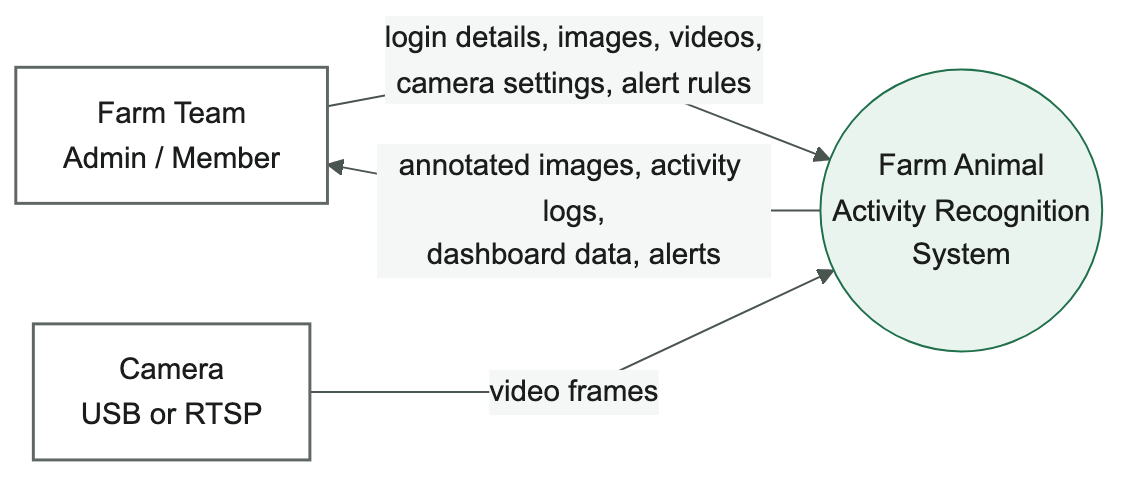 login details, images, videos,
camera settings, alert rules
Farm Team
Admin / Member
annotated images, activity
logs,
dashboard data, alerts
Farm Animal
Activity Recognition
System
Camera
USB or RTSP
video frames